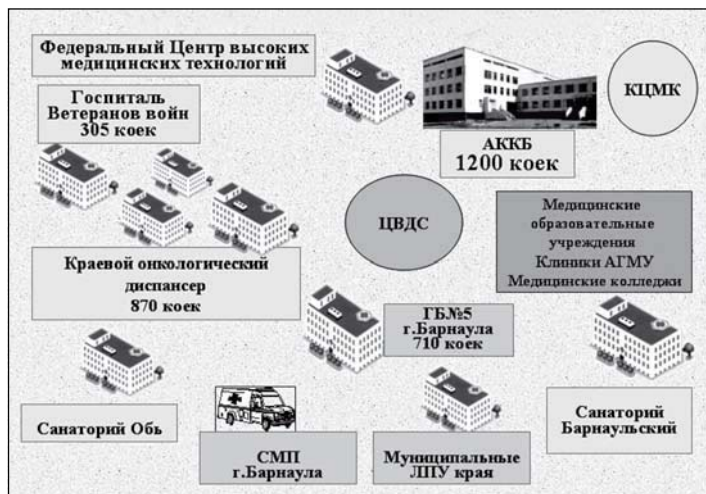 Федеральный Центр высоких
медицинских технологий
КЦМК
Госпиталь
Ветеранов войн
305 коек
АККБ
1200 коек
ЦВДС
Медицинские
образовательные
учреждения
Клиники АГМУ
Медицинские колледжи
Краевой онкологический
диспансер
870 коек
ГБ№5
г.Барнаула
710 коек
Санаторий Обь
СМП
г.Барнаула
Муниципальные
ЛПУ края
Санаторий
Барнаульский